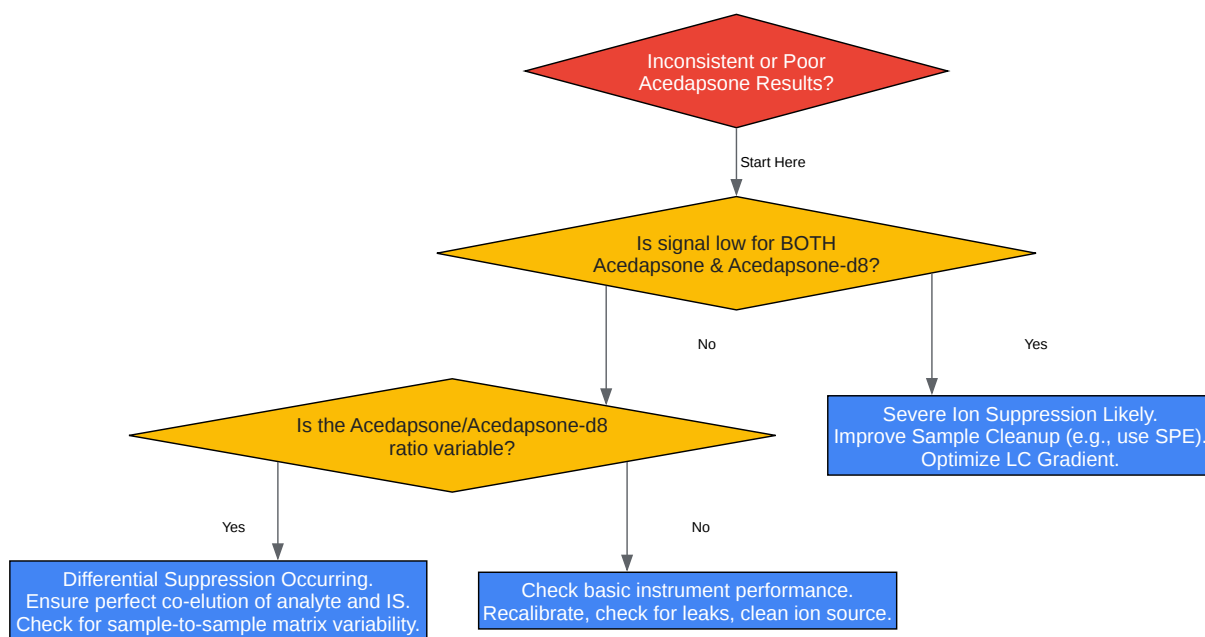 Inconsistent or Poor
Acedapsone Results?
Start Here
Is signal low for BOTH
Acedapsone & Acedapsone-d8?
No
Yes
Is the Acedapsone/Acedapsone-d8
ratio variable?
Severe Ion Suppression Likely.
Improve Sample Cleanup (e.g., use SPE).
Optimize LC Gradient.
Yes
No
Differential Suppression Occurring.
Ensure perfect co-elution of analyte and IS.
Check for sample-to-sample matrix variability.
Check basic instrument performance.
Recalibrate, check for leaks, clean ion source.